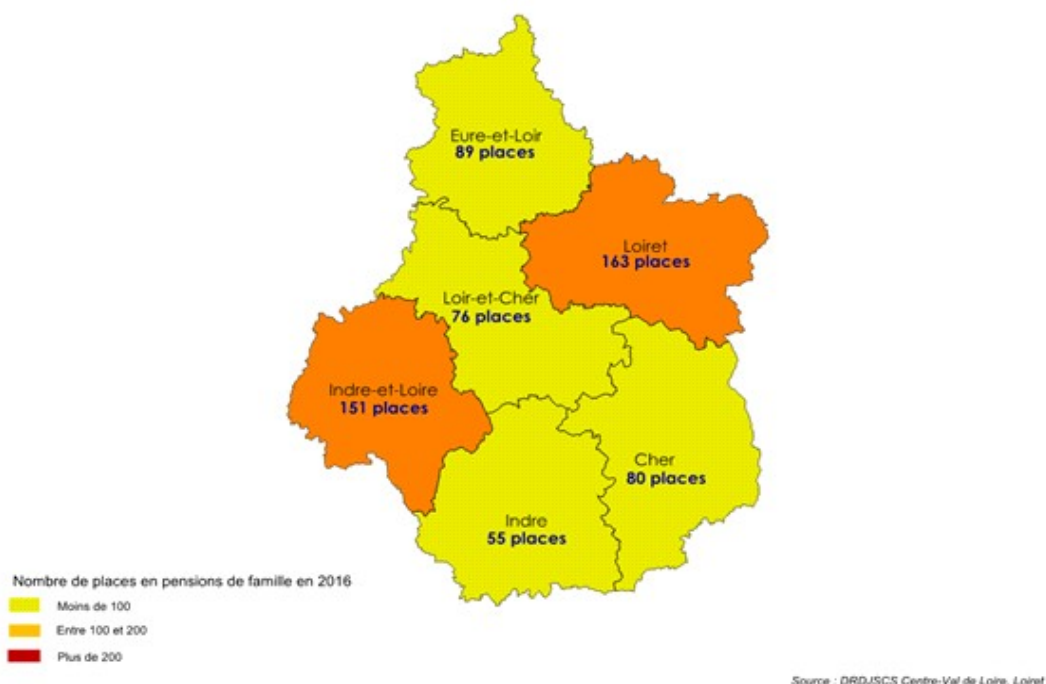 Eure-et-Loir
89 places
Loiret
163 places
Loir-et-Cher
76 places
Indre-et-Loire
151 places
Cher
80 places
Indre
55 places
Nombre de places en pensions de famille en 2016
Moins de 100
Entre 100 et 200
Plus de 200
Source : DRDJSCS Centre-Val de Loire, Loiret